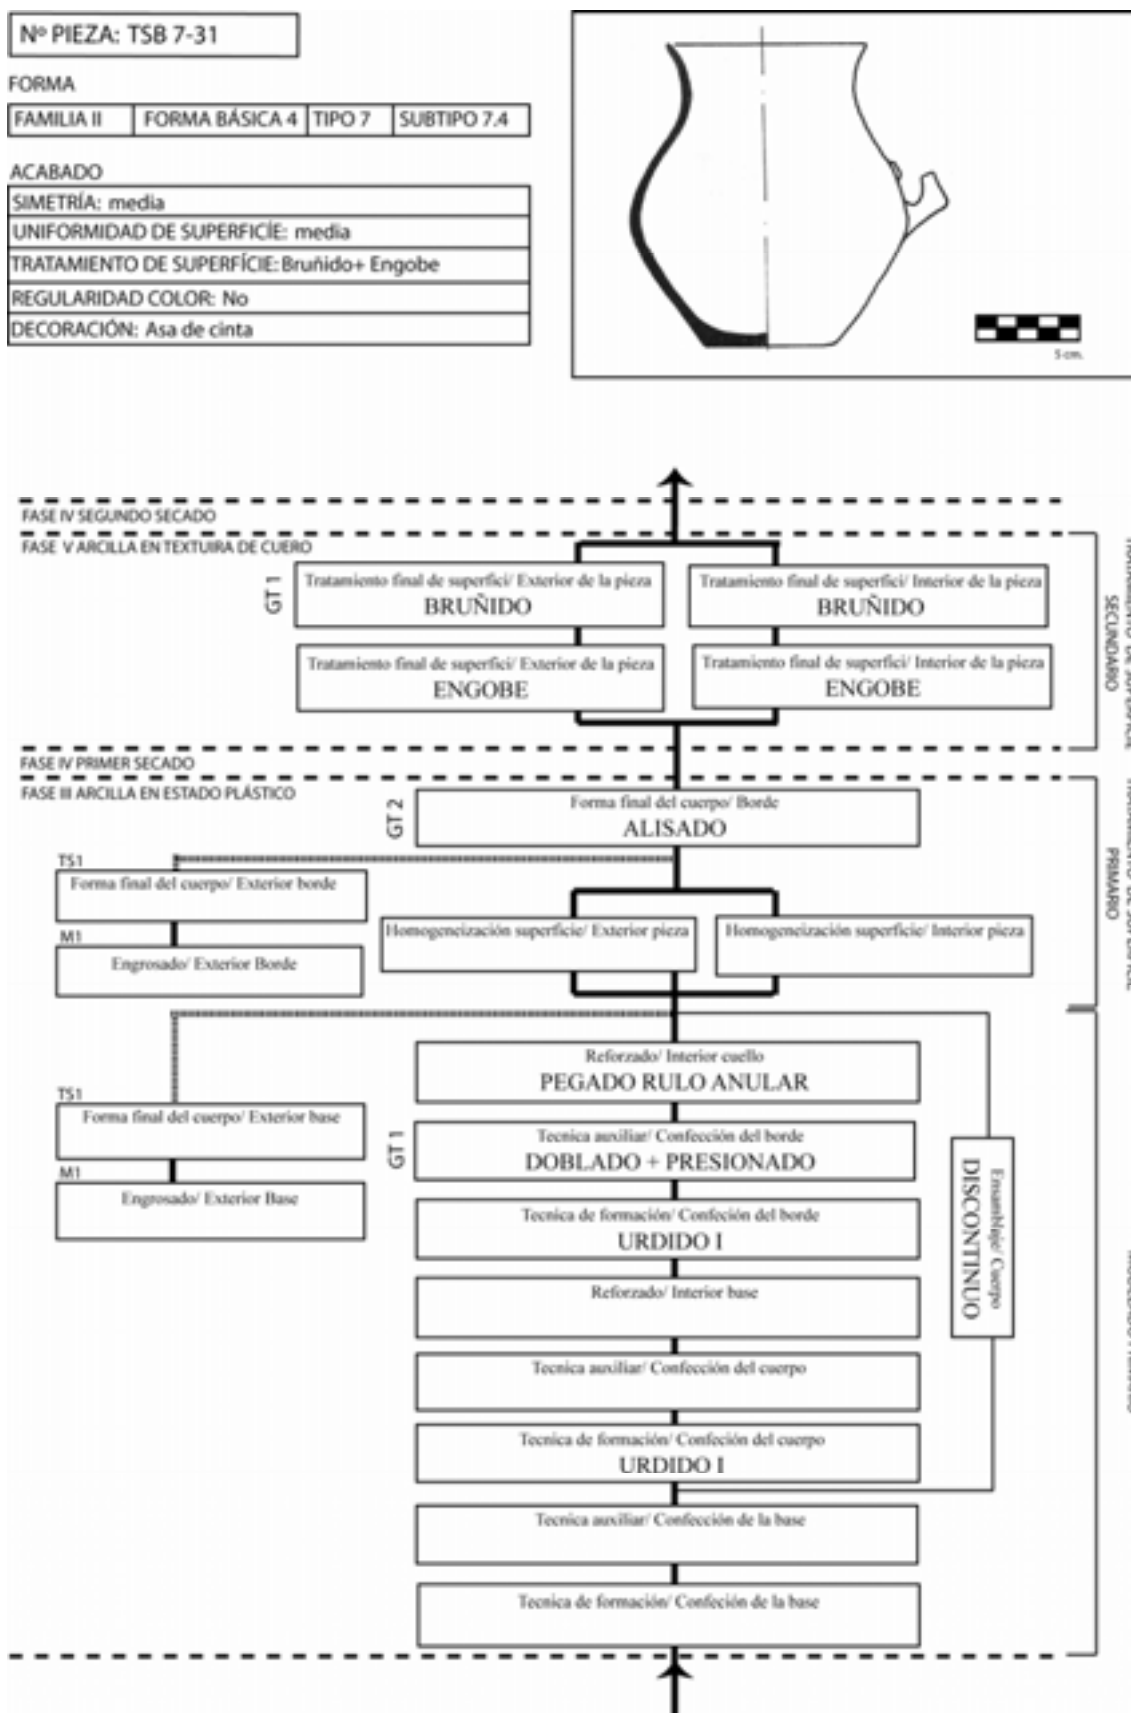 Nº PIEZA: TSB 7-31
FORMA
FAMILIA II
FORMA BÁSICA 4
TIPO 7
SUBTIPO 7.4
ACABADO
SIMETRÍA: media
UNIFORMIDAD DE SUPERFICÍE: media
TRATAMIENTO DE SUPERFÍCIE: Bruñido+ Engobe
REGULARIDAD COLOR: No
DECORACIÓN: Asa de cinta
5 cm.
FASE IV SEGUNDO SECADO
FASE V ARCILLA EN TEXTUIRA DE CUERO
GT 1
Tratamiento final de superfici/ Exterior de la pieza
BRUÑIDO
Tratamiento final de superfici/ Interior de la pieza
BRUÑIDO
Tratamiento final de superfici/ Exterior de la pieza
ENGOBE
Tratamiento final de superfici/ Interior de la pieza
ENGOBE
SECUNDARIO
FASE IV PRIMER SECADO
FASE III ARCILLA EN ESTADO PLÁSTICO
GT 2
Forma final del cuerpo/ Borde
ALISADO
TS1
Forma final del cuerpo/ Exterior borde
M1
Engrosado/ Exterior Borde
Homogeneización superficie/ Exterior pieza
Homogeneización superficie/ Interior pieza
PRIMARIO
Reforzado/ Interior cuello
PEGADO RULO ANULAR
TS1
Forma final del cuerpo/ Exterior base
M1
Engrosado/ Exterior Base
GT 1
Tecnica auxiliar/ Confección del borde
DOBLADO + PRESIONADO
Tecnica de formación/ Confeción del borde
URDIDO I
Ensamblaje/ Cuerpo
DISCONTINUO
Reforzado/ Interior base
Tecnica auxiliar/ Confección del cuerpo
Tecnica de formación/ Confeción del cuerpo
URDIDO I
Tecnica auxiliar/ Confección de la base
Tecnica de formación/ Confeción de la base